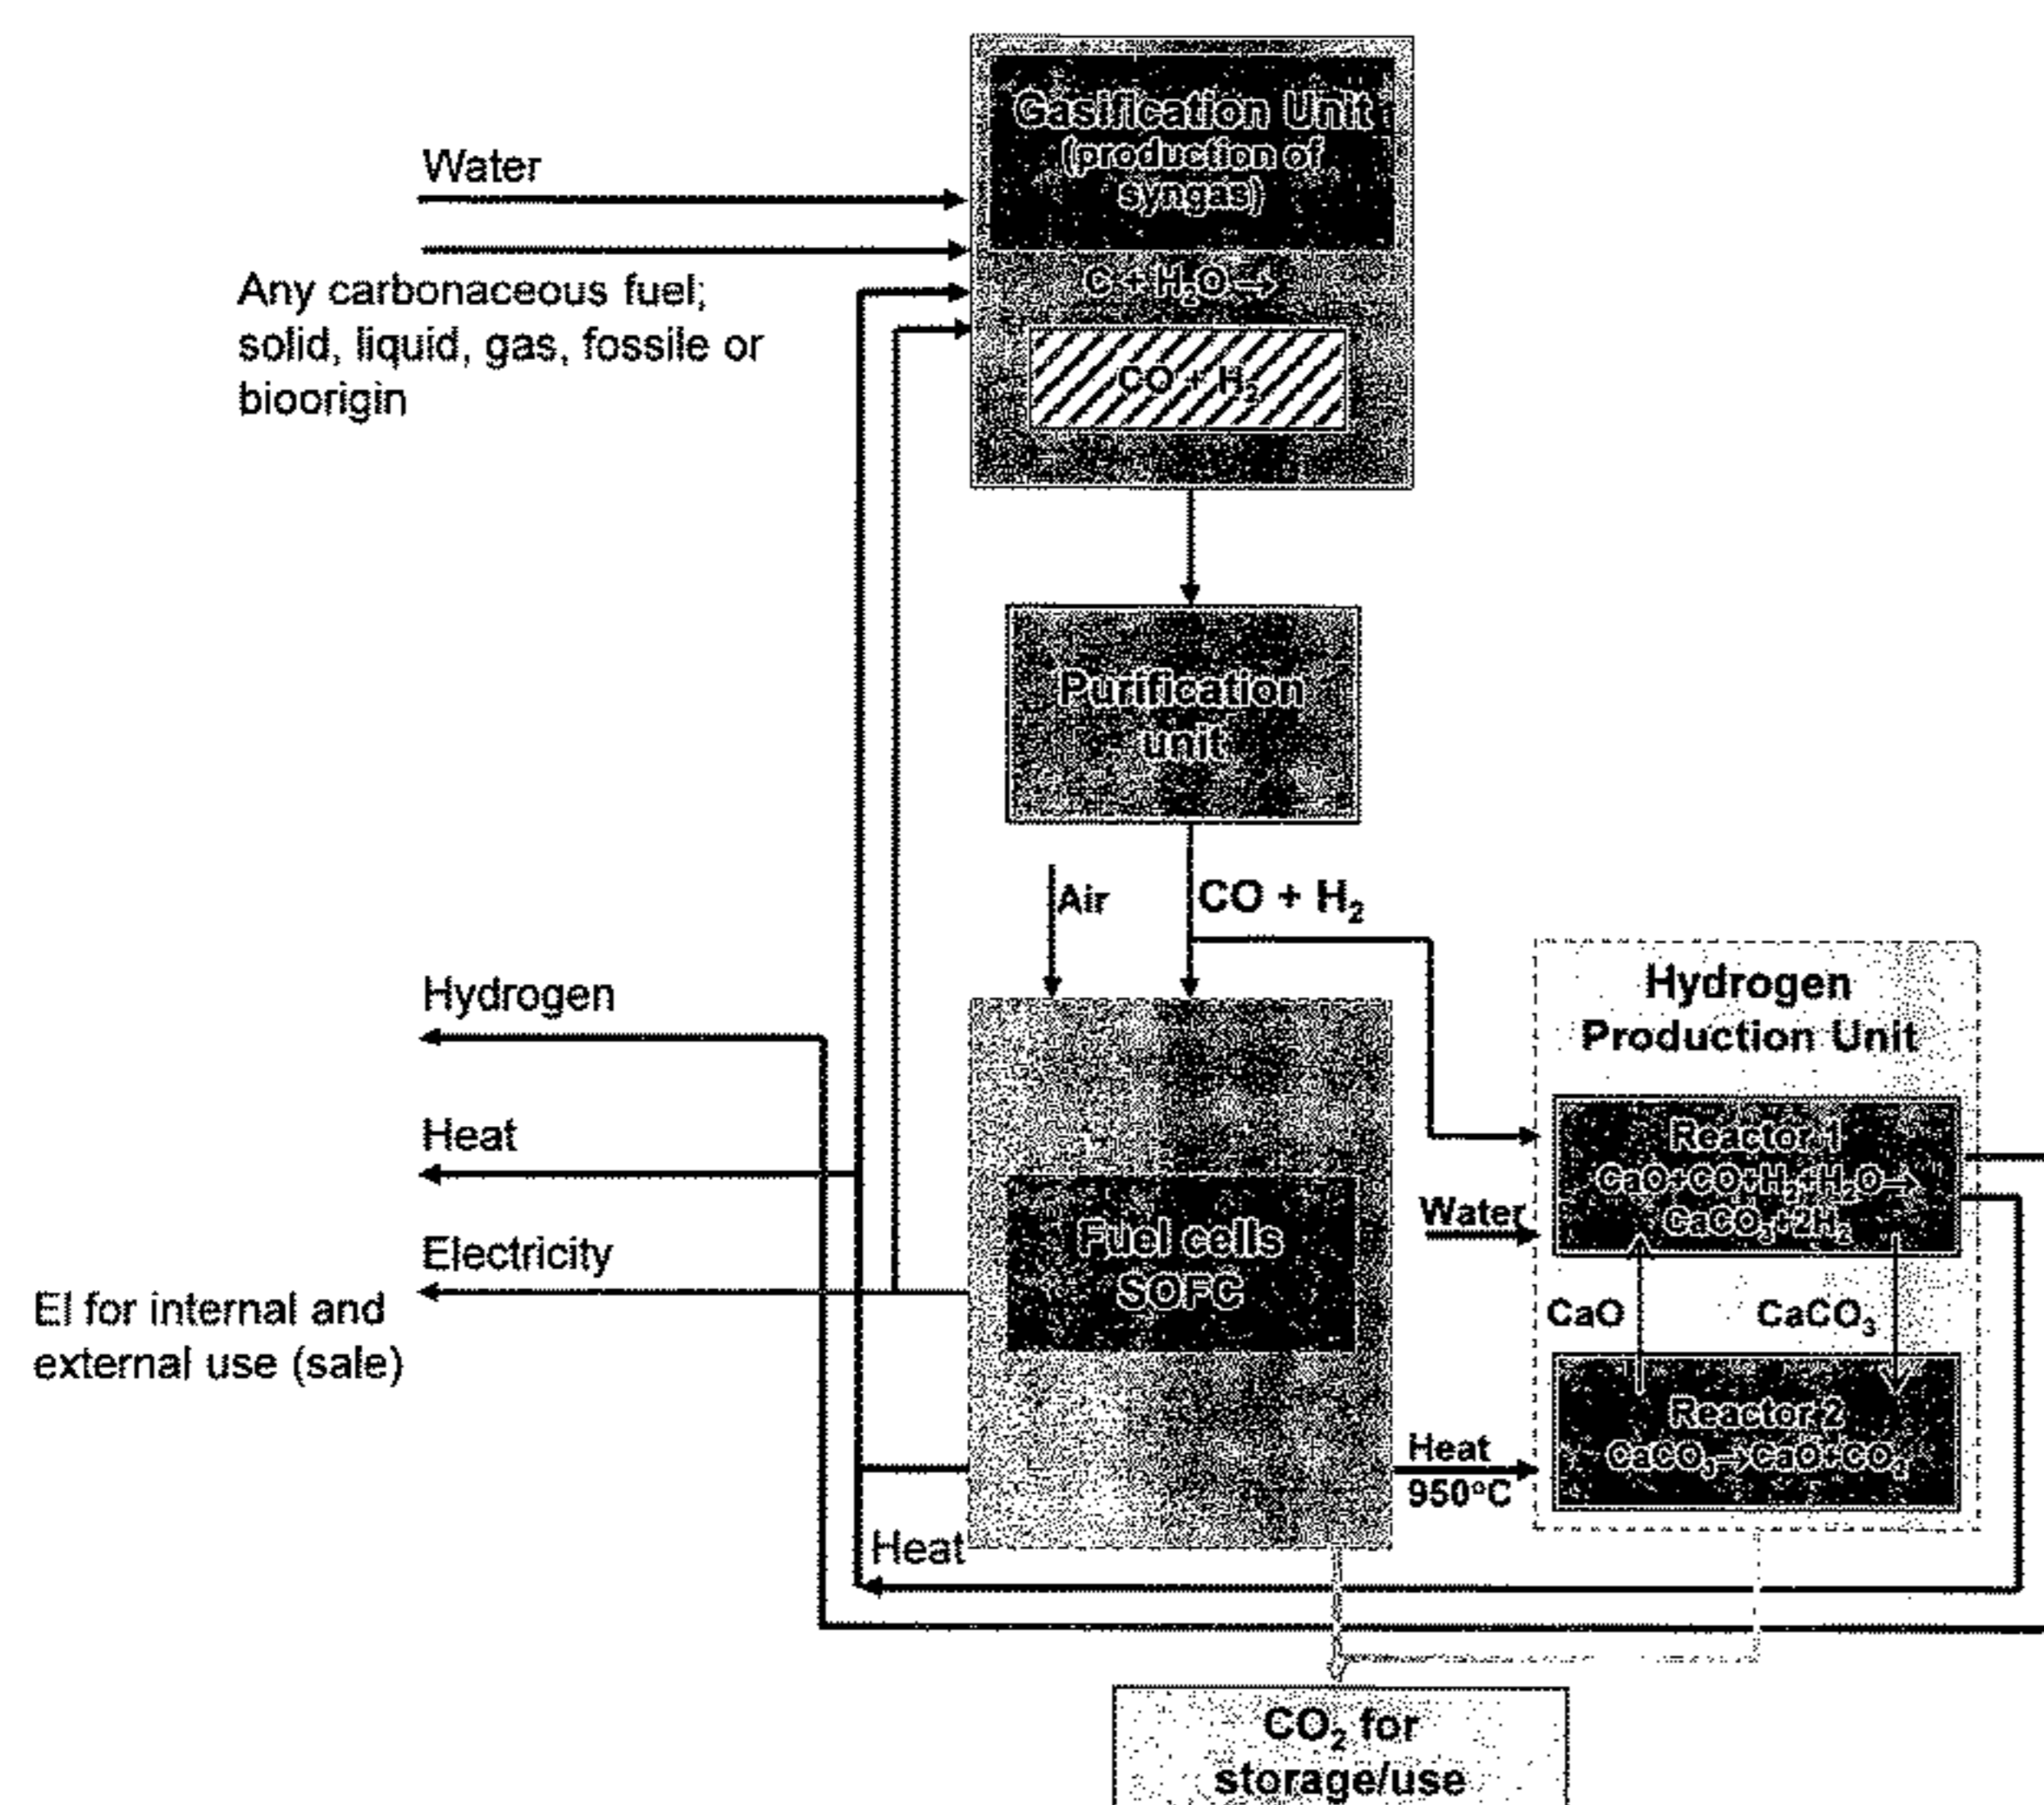 Gasification Unit
(production of
syngas)
Water
C + H₂O →
Any carbonaceous fuel;
solid, liquid, gas, fossile or
bioorigin
CO + H₂
Purification
unit
Air
CO + H₂
Hydrogen
Production Unit
Hydrogen
Heat
Reactor 1
CaO+CO+H₂+H₂O→
CaCO₃+2H₂
Water
Fuel cells
SOFC
Electricity
El for internal and
external use (sale)
CaO
CaCO₃
Reactor 2
CaCO₃→CaO+CO₂
Heat
950°C
Heat
CO₂ for
storage/use